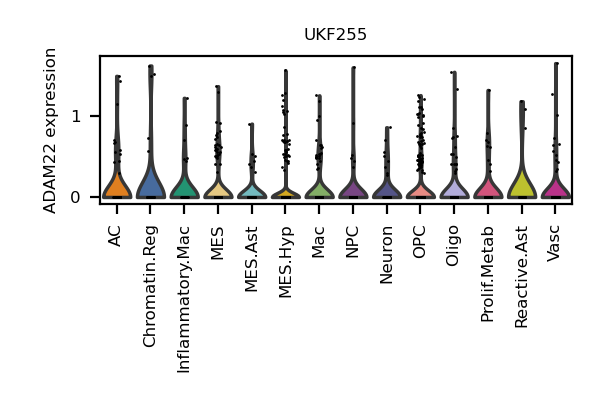 UKF255
ADAM22 expression
1
0
AC
Chromatin.Reg
Inflammatory.Mac
MES
MES.Ast
MES.Hyp
Mac
NPC
Neuron
OPC
Oligo
Prolif.Metab
Reactive.Ast
Vasc